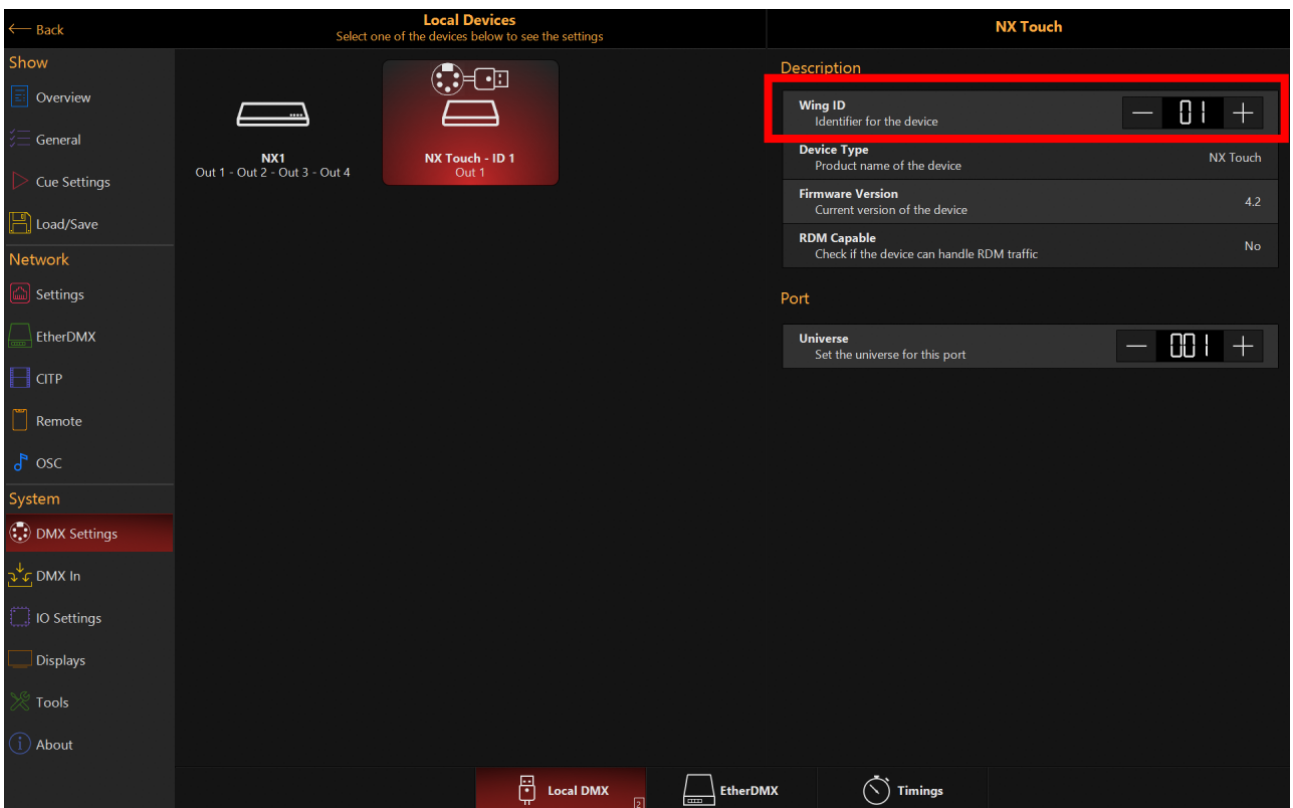 Back
Local Devices
Select one of the devices below to see the settings
NX Touch
Show
Overview
General
Cue Settings
Load/Save
Network
Settings
EtherDMX
CITP
Remote
OSC
System
DMX Settings
DMX In
IO Settings
Displays
Tools
About
NX1
Out 1 - Out 2 - Out 3 - Out 4
NX Touch - ID 1
Out 1
Description
Wing ID
Identifier for the device
01
Device Type
Product name of the device
NX Touch
Firmware Version
Current version of the device
4.2
RDM Capable
Check if the device can handle RDM traffic
No
Port
Universe
Set the universe for this port
001
Local DMX
2
EtherDMX
Timings